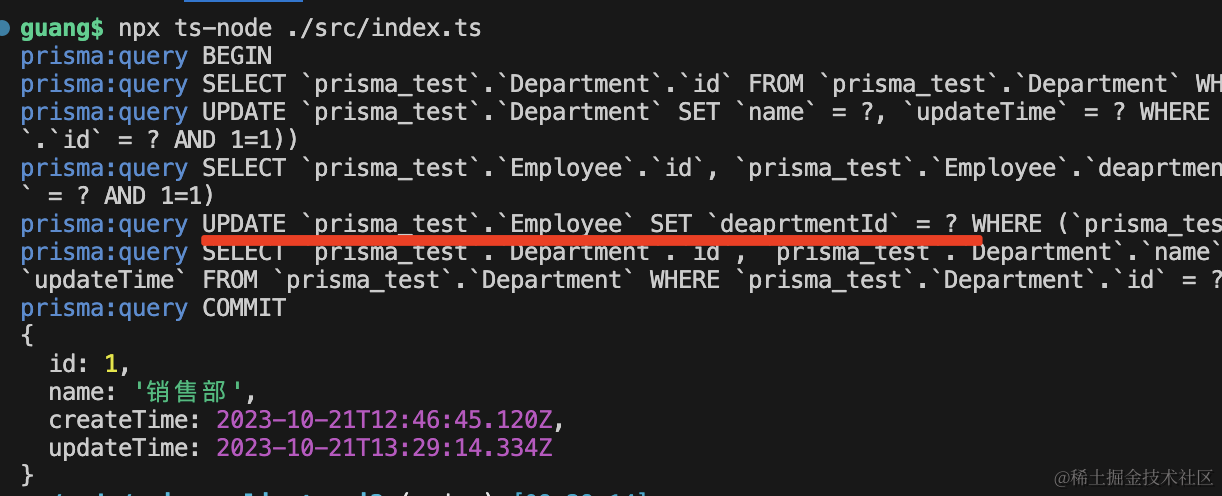 guang$ npx ts-node ./src/index.ts
prisma:query BEGIN
prisma:query SELECT `prisma_test`.`Department`.`id` FROM `prisma_test`.`Department` WH
prisma:query UPDATE `prisma_test`.`Department` SET `name` = ?, `updateTime` = ? WHERE
`.`id` = ? AND 1=1))
prisma:query SELECT `prisma_test`.`Employee`.`id`, `prisma_test`.`Employee`.`deaprtmen
` = ? AND 1=1)
prisma:query UPDATE `prisma_test`.`Employee` SET `deaprtmentId` = ? WHERE (`prisma_tes
prisma:query SELECT `prisma_test`.`Department`.`id`, `prisma_test`.`Department`.`name`
`updateTime` FROM `prisma_test`.`Department` WHERE `prisma_test`.`Department`.`id` = ?
prisma:query COMMIT
{
  id: 1,
  name: '销售部',
  createTime: 2023-10-21T12:46:45.120Z,
  updateTime: 2023-10-21T13:29:14.334Z
}
@稀土掘金技术社区